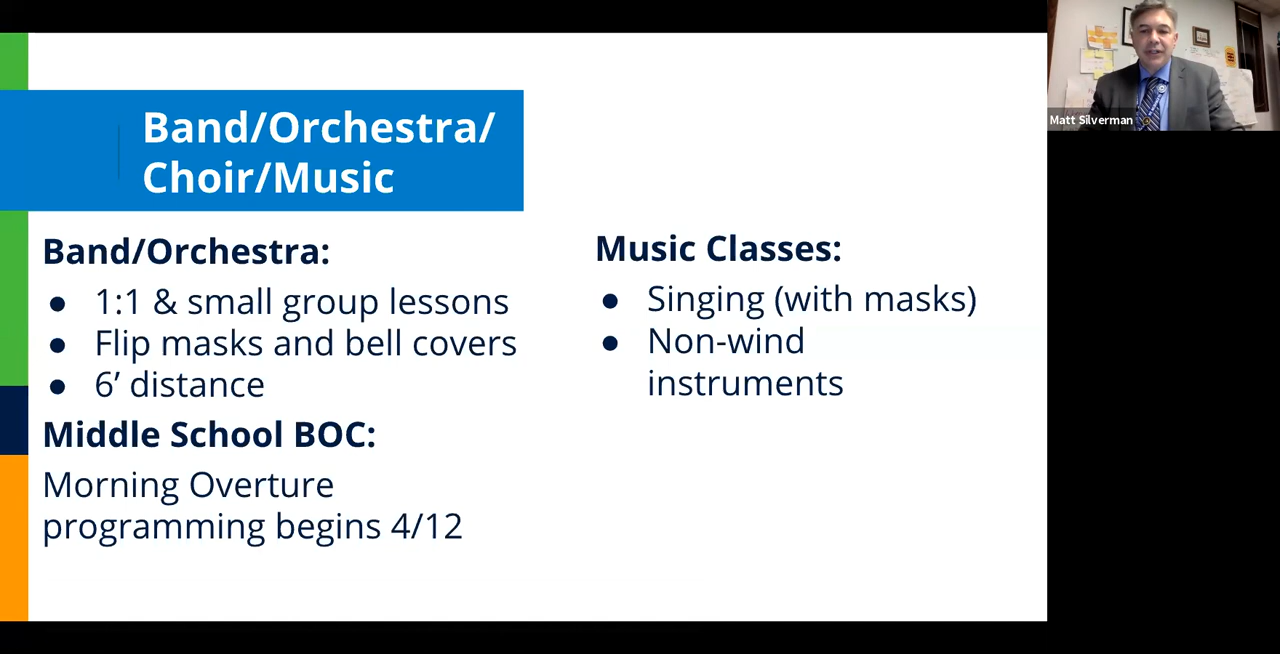 Band/Orchestra/
Choir/Music
Band/Orchestra:
● 1:1 & small group lessons
● Flip masks and bell covers
● 6’ distance
Middle School BOC:
Morning Overture
programming begins 4/12
Music Classes:
● Singing (with masks)
● Non-wind
instruments
Matt Silverman